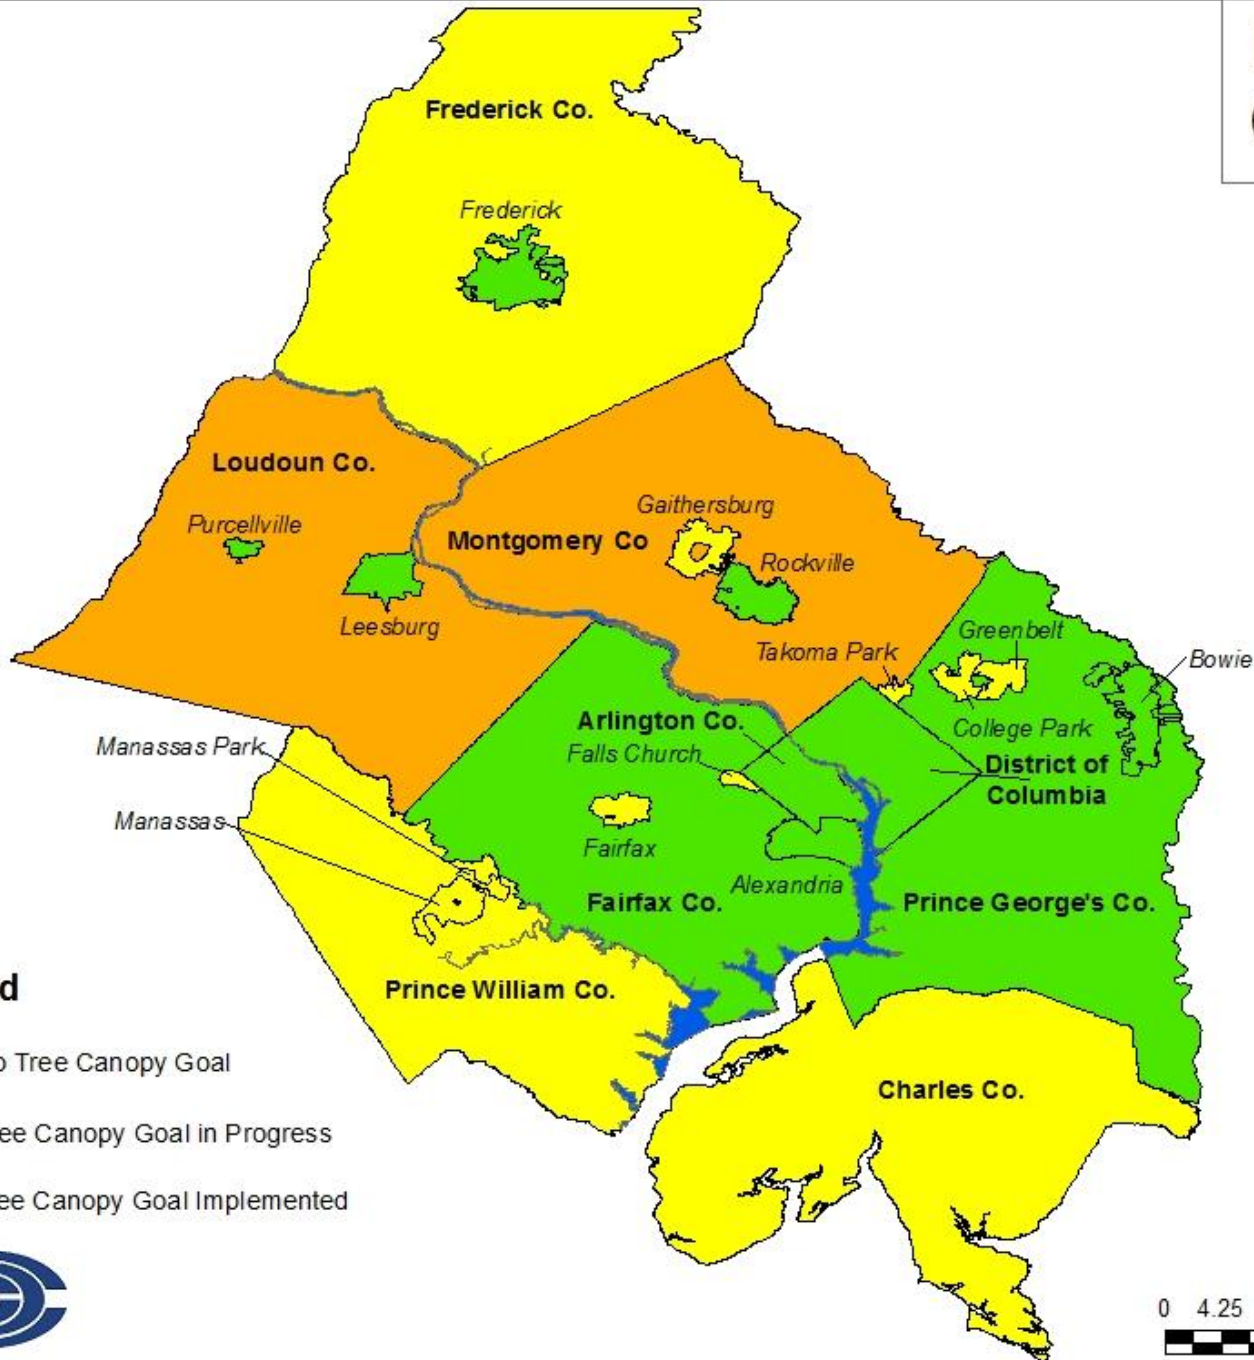 Frederick Co.
Frederick
Loudoun Co.
Purcellville
Leesburg
Montgomery Co
Gaithersburg
Rockville
Takoma Park
Greenbelt
Bowie
College Park
Arlington Co.
Falls Church
District of
Columbia
Manassas Park
Manassas
Fairfax
Alexandria
Fairfax Co.
Prince George's Co.
Prince William Co.
Charles Co.
d
o Tree Canopy Goal
ee Canopy Goal in Progress
ee Canopy Goal Implemented
0 4.25